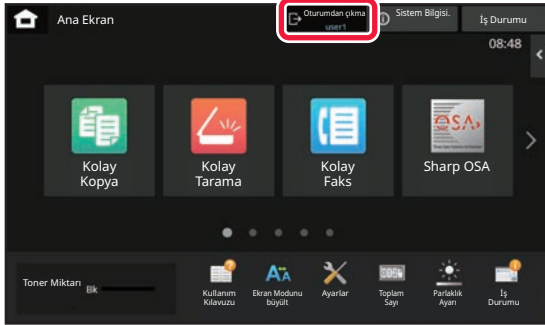 Ana Ekran
Oturumdan çıkma
user1
Sistem Bilgisi.
İş Durumu
08:48
Kolay
Kopya
Kolay
Tarama
Kolay
Faks
OSA
Sharp OSA
Toner Miktarı
Bk
Kullanım
Kılavuzu
Ekran Modunu
büyült
Ayarlar
Toplam
Sayı
Parlaklık
Ayarı
İş
Durumu